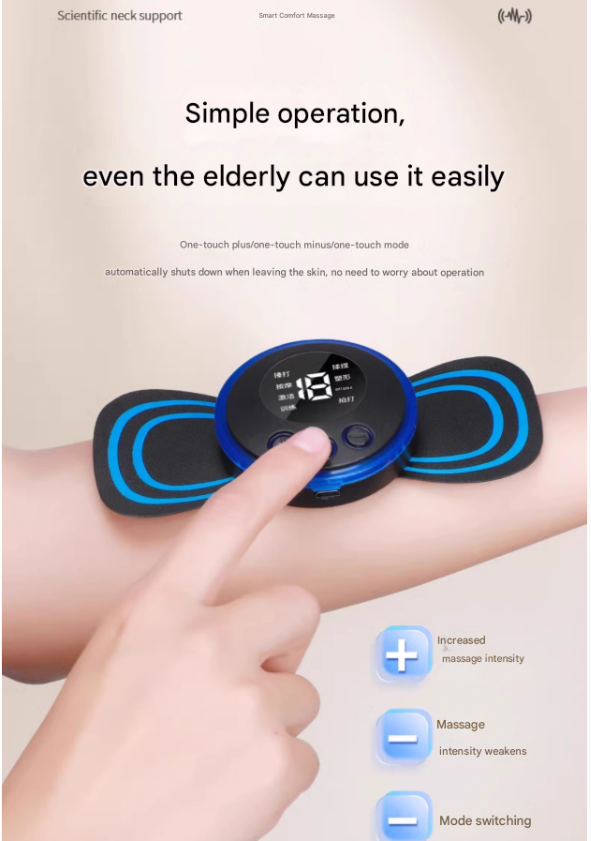 Scientific neck support
Smart Comfort Massage
Simple operation,
even the elderly can use it easily
One-touch plus/one-touch minus/one-touch mode
automatically shuts down when leaving the skin, no need to worry about operation
18
Increased
massage intensity
Massage
intensity weakens
Mode switching